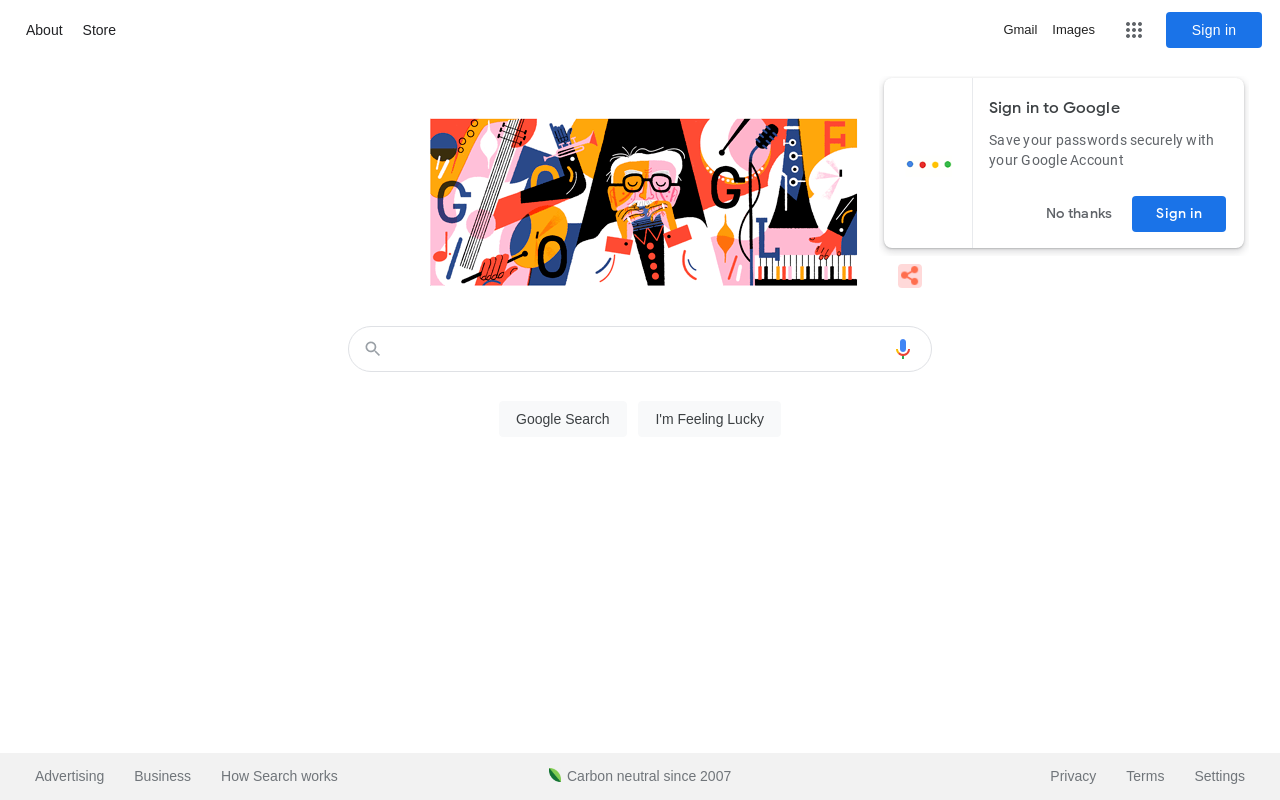 About Store
Gmail Images
Sign in
Sign in to Google
Save your passwords securely with
your Google Account
No thanks
Sign in
G O O G L E
Google Search
I'm Feeling Lucky
Advertising Business How Search works
Carbon neutral since 2007
Privacy Terms Settings